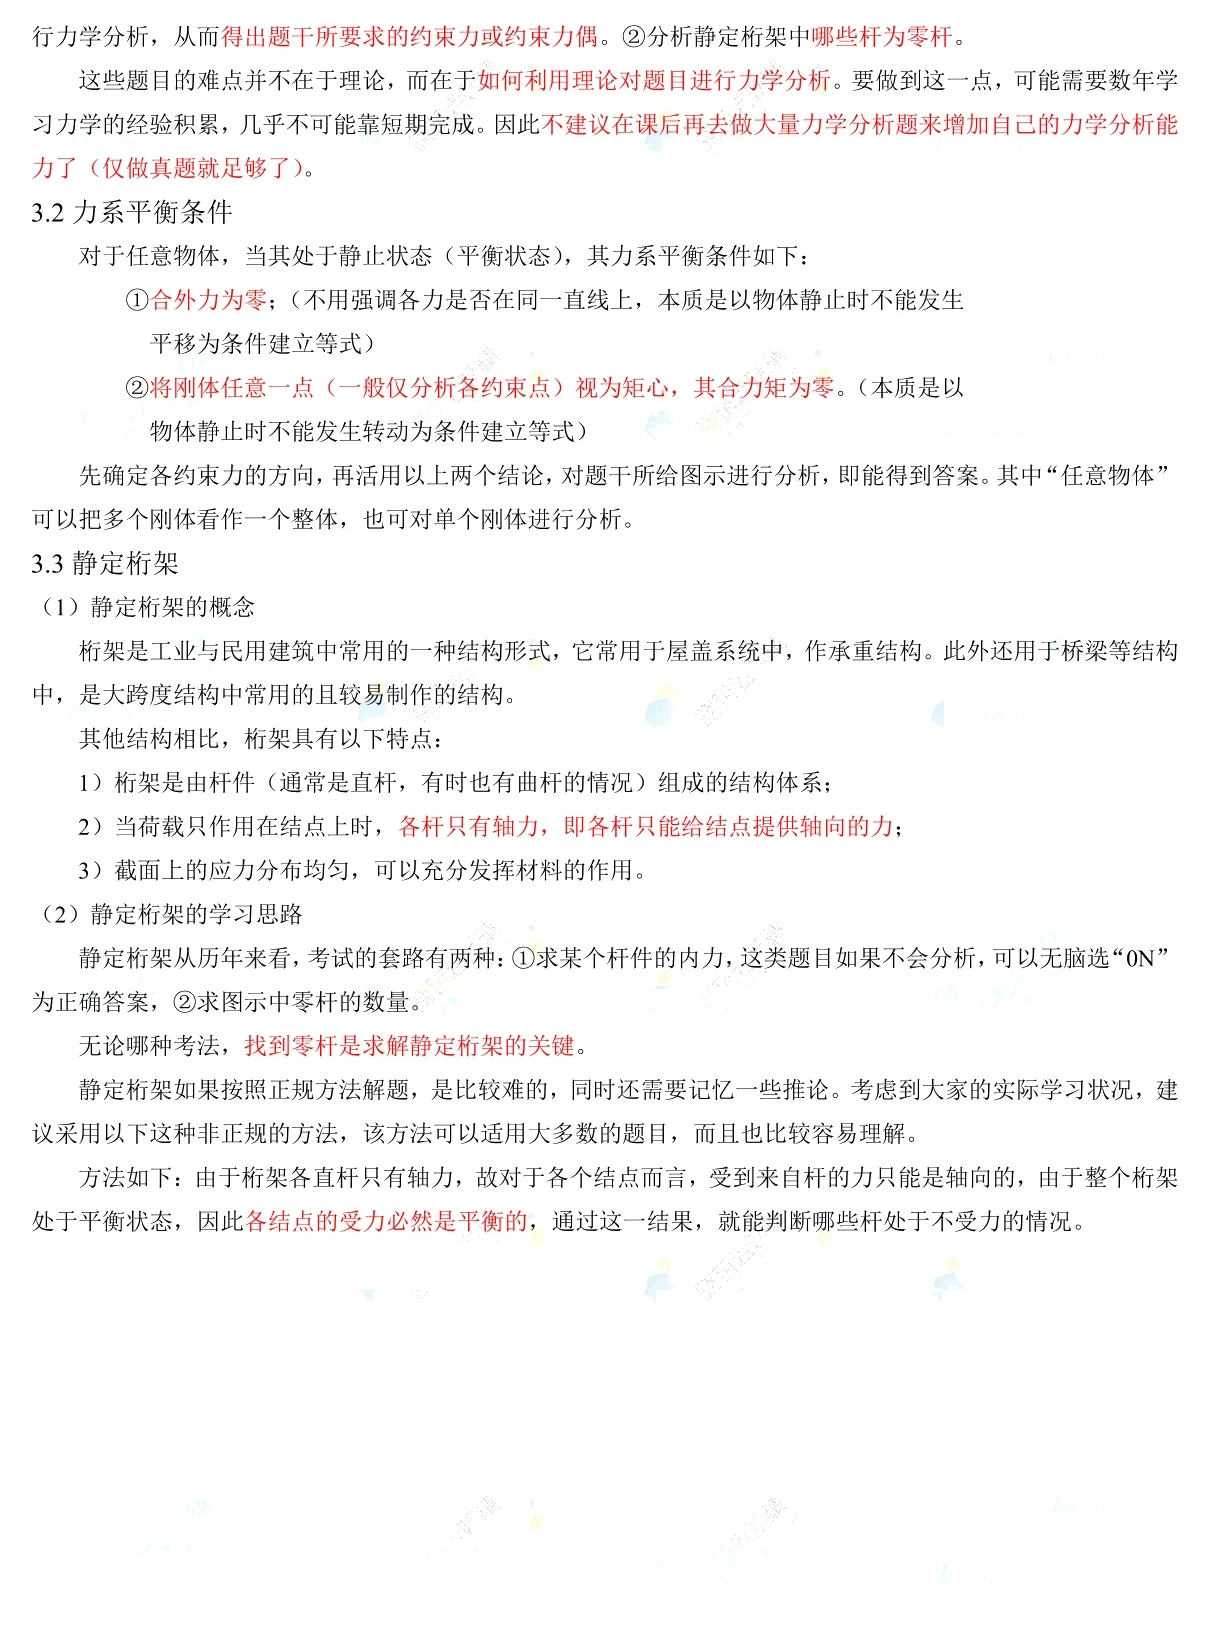 行力学分析，从而得出题干所要求的约束力或约束力偶。②分析静定桁架中哪些杆为零杆。
这些题目的难点并不在于理论，而在于如何利用理论对题目进行力学分析。要做到这一点，可能需要数年学
习力学的经验积累，几乎不可能靠短期完成。因此不建议在课后再去做大量力学分析题来增加自己的力学分析能
力了（仅做真题就足够了）。
3.2 力系平衡条件
对于任意物体，当其处于静止状态（平衡状态），其力系平衡条件如下：
①合外力为零；（不用强调各力是否在同一直线上，本质是以物体静止时不能发生
平移为条件建立等式）
②将刚体任意一点（一般仅分析各约束点）视为矩心，其合力矩为零。（本质是以
物体静止时不能发生转动为条件建立等式）
先确定各约束力的方向，再活用以上两个结论，对题干所给图示进行分析，即能得到答案。其中“任意物体”
可以把多个刚体看作一个整体，也可对单个刚体进行分析。
3.3 静定桁架
（1）静定桁架的概念
桁架是工业与民用建筑中常用的一种结构形式，它常用于屋盖系统中，作承重结构。此外还用于桥梁等结构
中，是大跨度结构中常用的且较易制作的结构。
其他结构相比，桁架具有以下特点：
1）桁架是由杆件（通常是直杆，有时也有曲杆的情况）组成的结构体系；
2）当荷载只作用在结点上时，各杆只有轴力，即各杆只能给结点提供轴向的力；
3）截面上的应力分布均匀，可以充分发挥材料的作用。
（2）静定桁架的学习思路
静定桁架从历年来看，考试的套路有两种：①求某个杆件的内力，这类题目如果不会分析，可以无脑选“0N”
为正确答案，②求图示中零杆的数量。
无论哪种考法，找到零杆是求解静定桁架的关键。
静定桁架如果按照正规方法解题，是比较难的，同时还需要记忆一些推论。考虑到大家的实际学习状况，建
议采用以下这种非正规的方法，该方法可以适用大多数的题目，而且也比较容易理解。
方法如下：由于桁架各直杆只有轴力，故对于各个结点而言，受到来自杆的力只能是轴向的，由于整个桁架
处于平衡状态，因此各结点的受力必然是平衡的，通过这一结果，就能判断哪些杆处于不受力的情况。